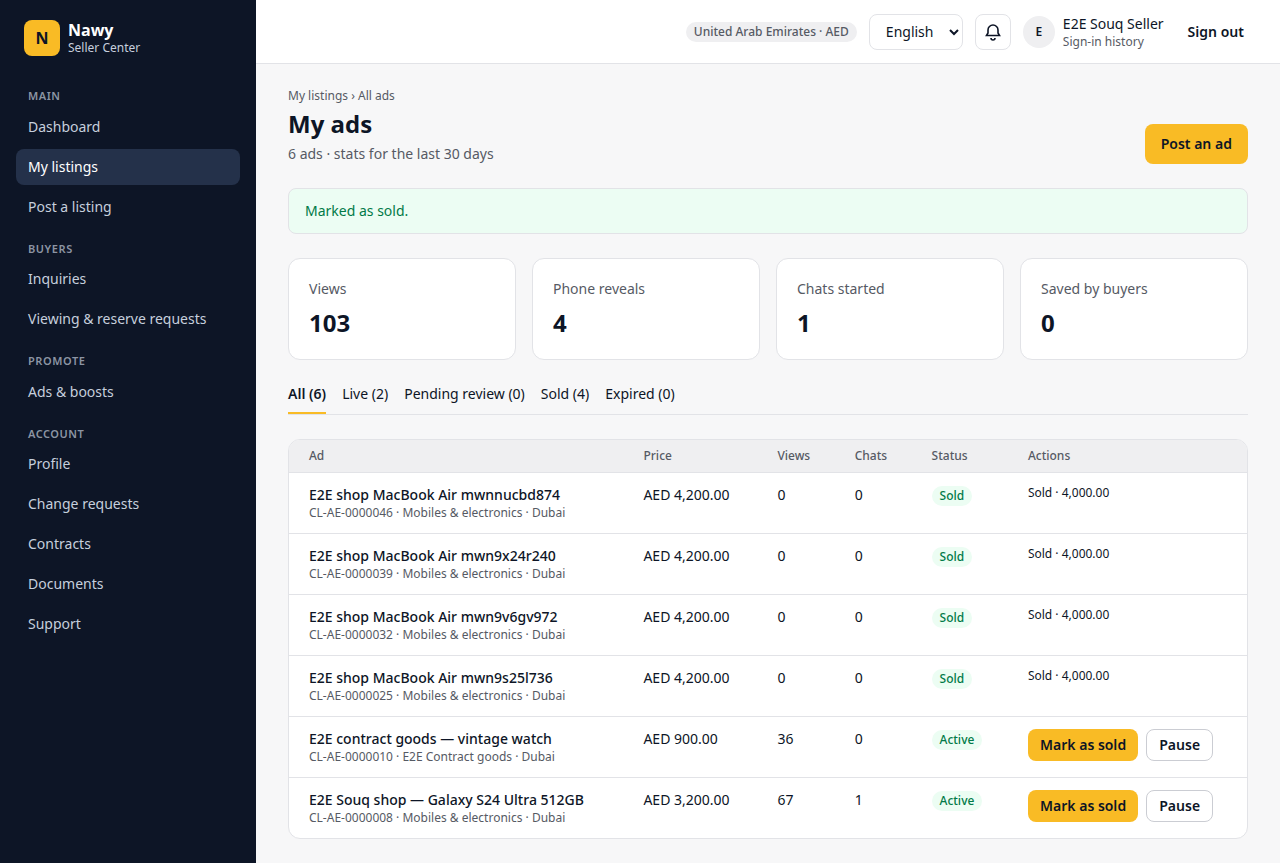 N
Nawy
Seller Center
MAIN
Dashboard
My listings
Post a listing
BUYERS
Inquiries
Viewing & reserve requests
PROMOTE
Ads & boosts
ACCOUNT
Profile
Change requests
Contracts
Documents
Support
United Arab Emirates · AED
English
E
E2E Souq Seller
Sign-in history
Sign out
My listings › All ads
My ads
6 ads · stats for the last 30 days
Post an ad
Marked as sold.
Views
103
Phone reveals
4
Chats started
1
Saved by buyers
0
All (6) Live (2) Pending review (0) Sold (4) Expired (0)
Ad Price Views Chats Status Actions
E2E shop MacBook Air mwnnucbd874 AED 4,200.00 0 0 Sold Sold · 4,000.00
CL-AE-0000046 · Mobiles & electronics · Dubai
E2E shop MacBook Air mwn9x24r240 AED 4,200.00 0 0 Sold Sold · 4,000.00
CL-AE-0000039 · Mobiles & electronics · Dubai
E2E shop MacBook Air mwn9v6gv972 AED 4,200.00 0 0 Sold Sold · 4,000.00
CL-AE-0000032 · Mobiles & electronics · Dubai
E2E shop MacBook Air mwn9s25l736 AED 4,200.00 0 0 Sold Sold · 4,000.00
CL-AE-0000025 · Mobiles & electronics · Dubai
E2E contract goods — vintage watch AED 900.00 36 0 Active Mark as sold Pause
CL-AE-0000010 · E2E Contract goods · Dubai
E2E Souq shop — Galaxy S24 Ultra 512GB AED 3,200.00 67 1 Active Mark as sold Pause
CL-AE-0000008 · Mobiles & electronics · Dubai